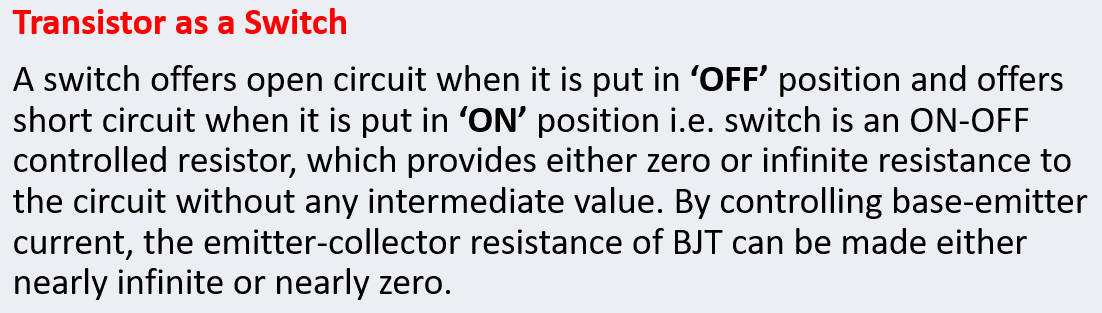 Transistor as a Switch
A switch offers open circuit when it is put in ‘OFF’ position and offers
short circuit when it is put in ‘ON’ position i.e. switch is an ON-OFF
controlled resistor, which provides either zero or infinite resistance to
the circuit without any intermediate value. By controlling base-emitter
current, the emitter-collector resistance of BJT can be made either
nearly infinite or nearly zero.